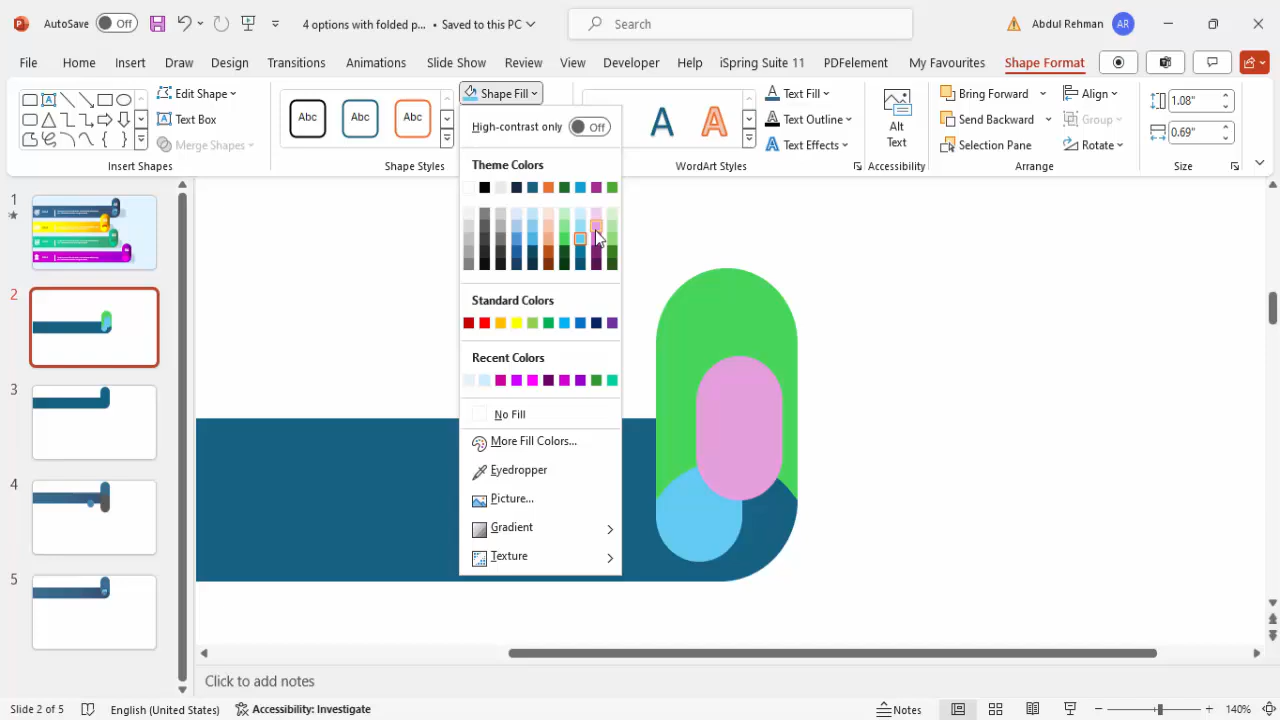 AutoSave Off 4 options with folded p... • Saved to this PC Search Abdul Rehman AR
File Home Insert Draw Design Transitions Animations Slide Show Review View Developer Help iSpring Suite 11 PDFelement My Favourites Shape Format
Edit Shape
Text Box
Merge Shapes
Insert Shapes
Abc Abc Abc
Shape Styles
Shape Fill
A A
Text Fill
Text Outline
Text Effects
WordArt Styles
Alt
Text
Accessibility
Bring Forward
Send Backward
Selection Pane
Align
Group
Rotate
Arrange
1.08"
0.69"
Size
High-contrast only Off
Theme Colors
Standard Colors
Recent Colors
No Fill
More Fill Colors...
Eyedropper
Picture...
Gradient
Texture
1
2
3
4
5
Click to add notes
Slide 2 of 5 English (United States) Accessibility: Investigate Notes 140%